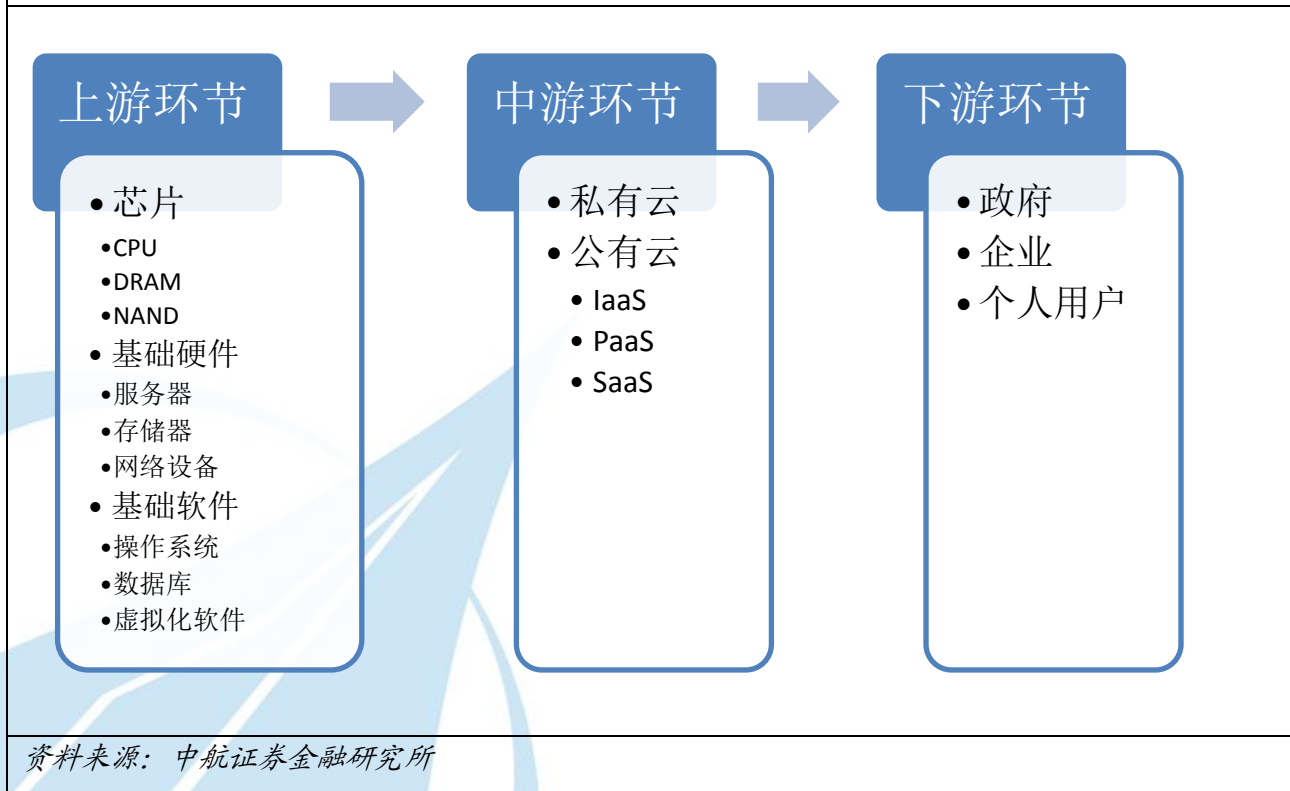 上游环节
• 芯片
•CPU
•DRAM
•NAND
• 基础硬件
•服务器
•存储器
•网络设备
• 基础软件
•操作系统
•数据库
•虚拟化软件
中游环节
• 私有云
• 公有云
• IaaS
• PaaS
• SaaS
下游环节
• 政府
• 企业
• 个人用户
资料来源：中航证券金融研究所